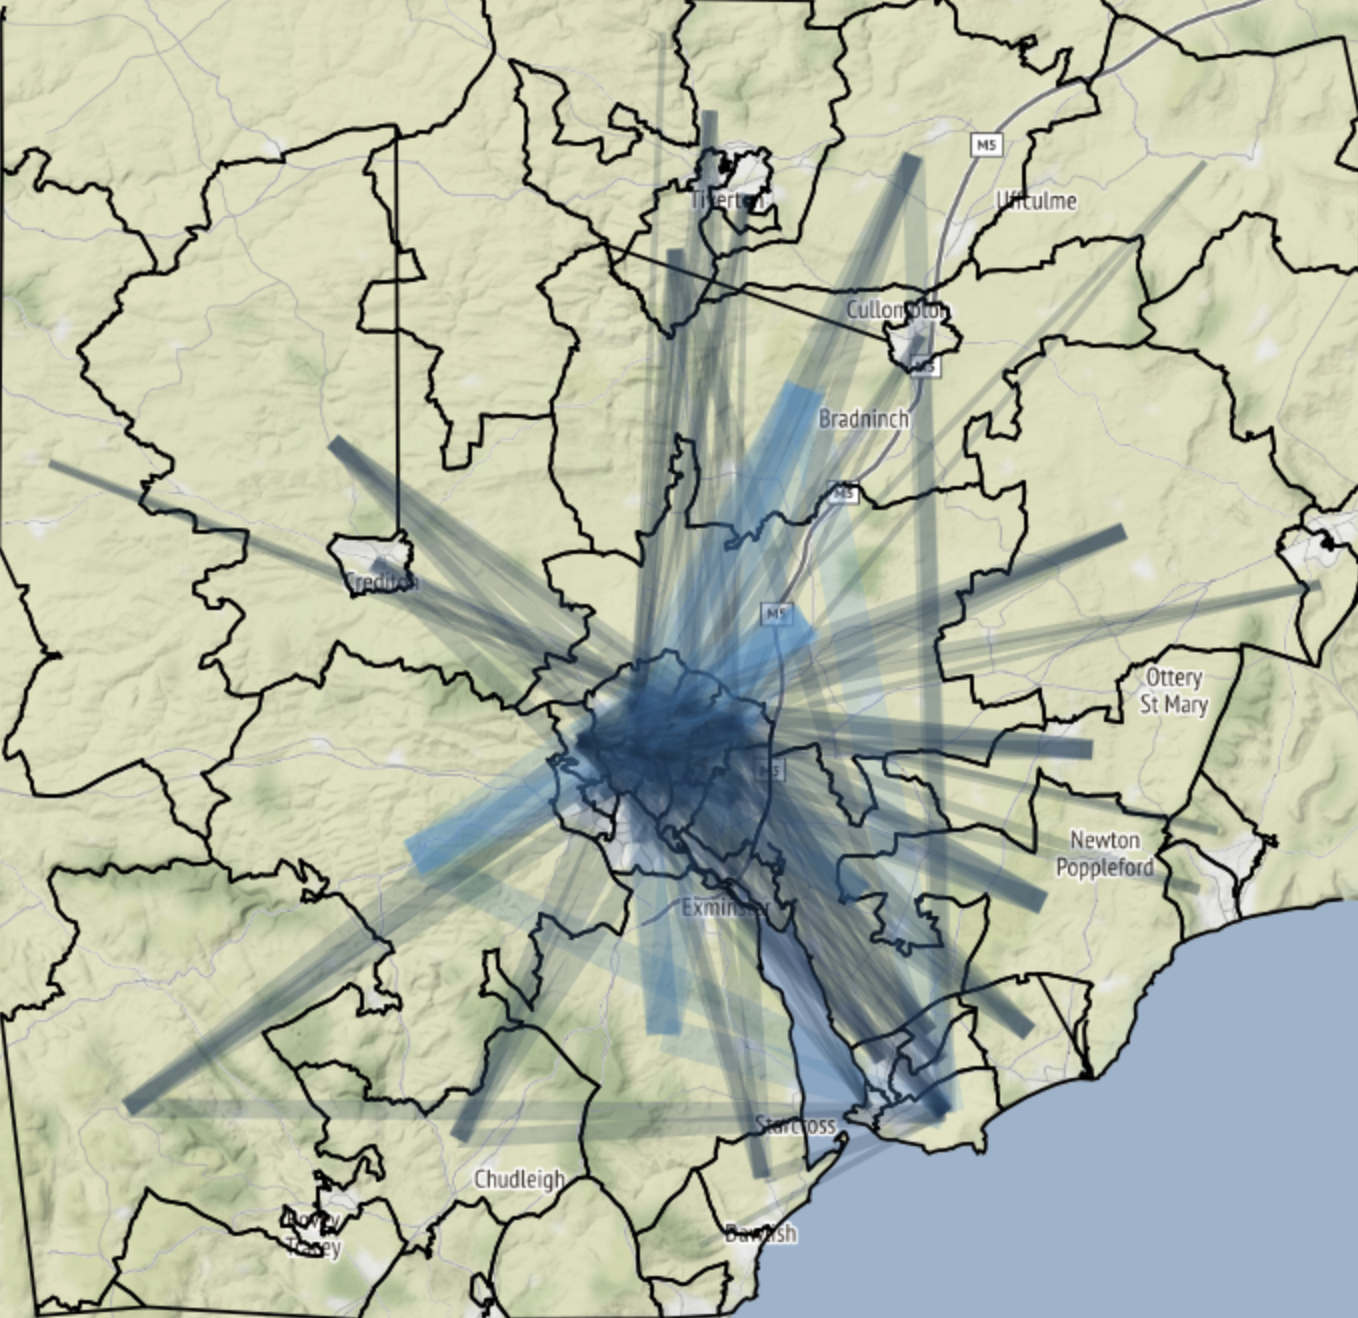 M5
Tiverton
Uffculme
Cullompton
M5
Bradninch
M5
Crediton
M5
Ottery
St Mary
M5
Newton
Poppleford
Exminster
Starcross
Chudleigh
Bovey
Tracey
Dawlish